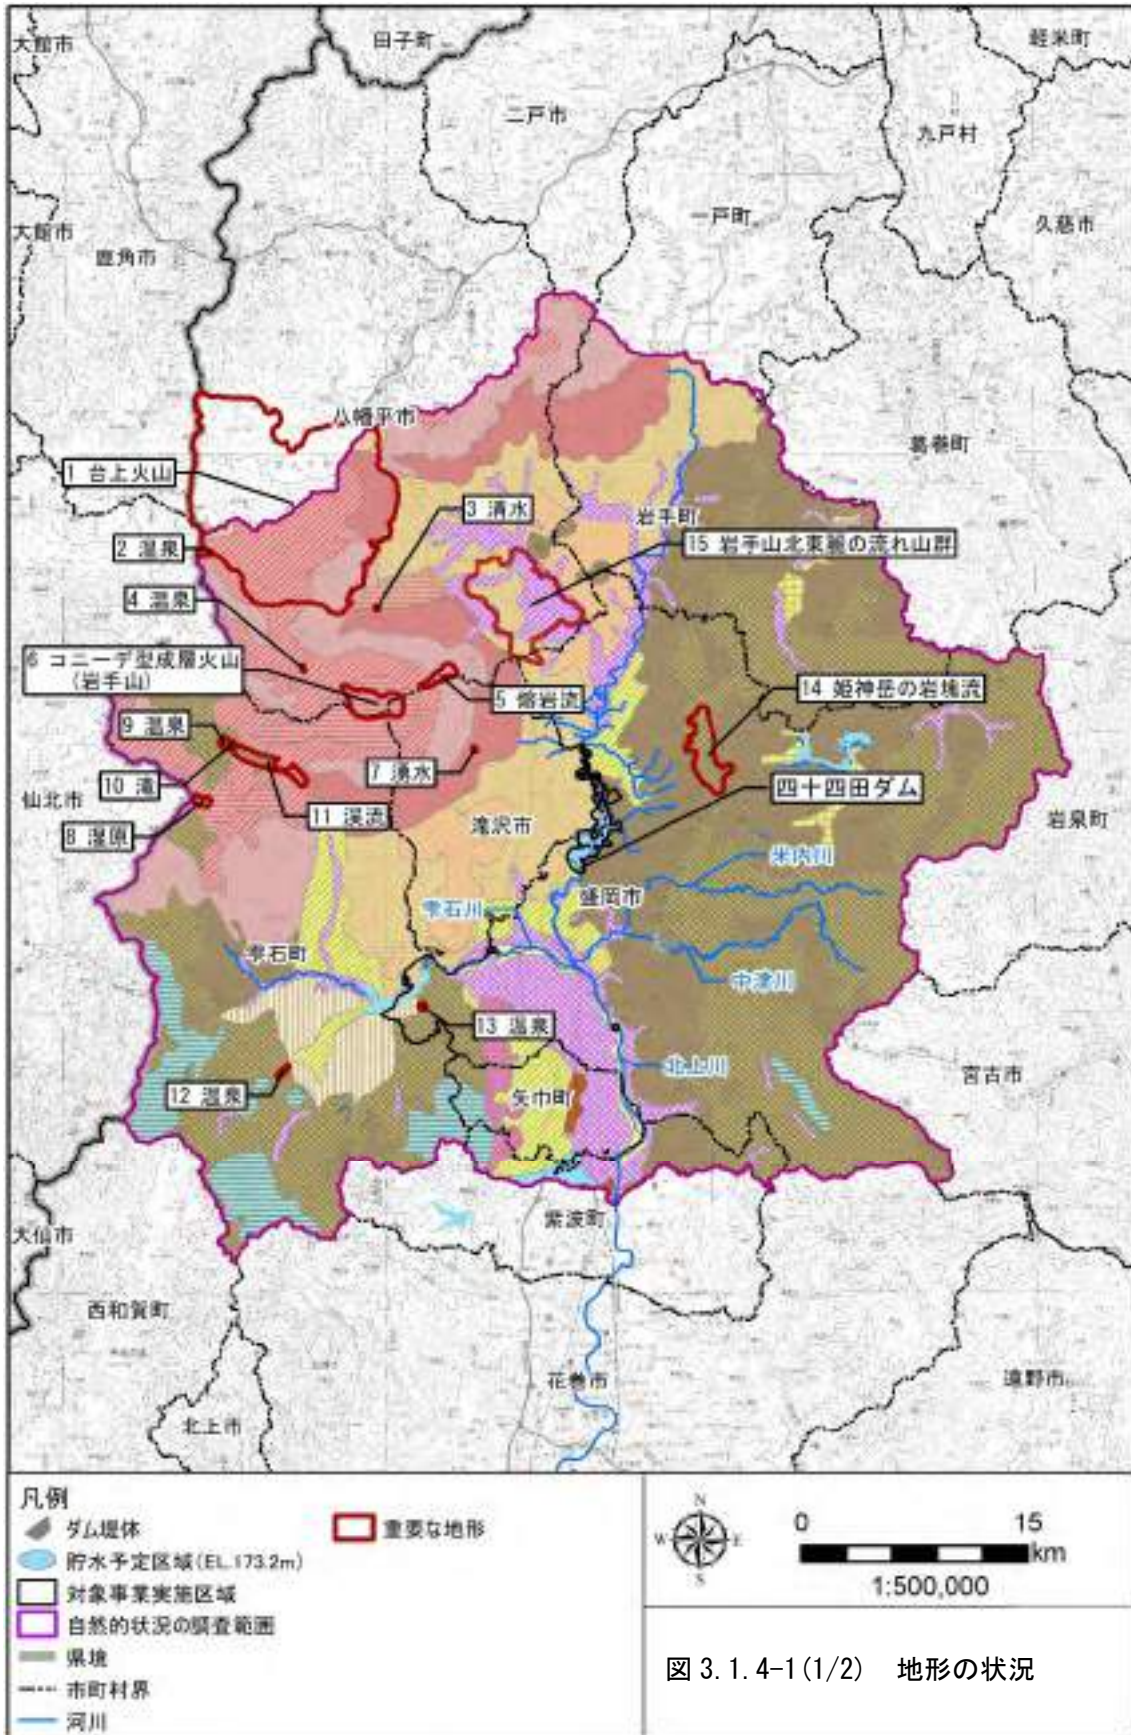 大館市
田子町
軽米町
二戸市
九戸村
一戸町
久慈市
大館市
鹿角市
八幡平市
葛巻町
1 台上火山
3 清水
岩手町
2 温泉
15 岩手山北東麓の流れ山群
4 温泉
6 コニーデ型成層火山
(岩手山)
5 熔岩流
14 姫神岳の岩塊流
9 温泉
7 湧水
10 滝
四十四田ダム
仙北市
11 渓流
滝沢市
岩泉町
8 湿原
米内川
盛岡市
雫石川
雫石町
中津川
13 温泉
北上川
12 温泉
矢巾町
宮古市
紫波町
大仙市
西和賀町
花巻市
遠野市
北上市
凡例
ダム堤体
重要な地形
貯水予定区域(EL.173.2m)
対象事業実施区域
自然的状況の調査範囲
県境
市町村界
河川
N
W E
S
0 15
km
1:500,000
図 3.1.4-1(1/2) 地形の状況